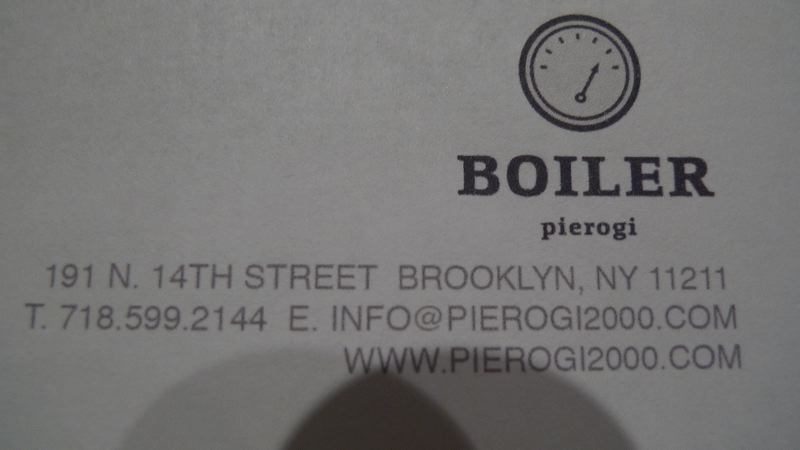 BOILER
pierogi
191 N. 14TH STREET BROOKLYN, NY 11211
T. 718.599.2144 E. INFO@PIEROGI2000.COM
WWW.PIEROGI2000.COM